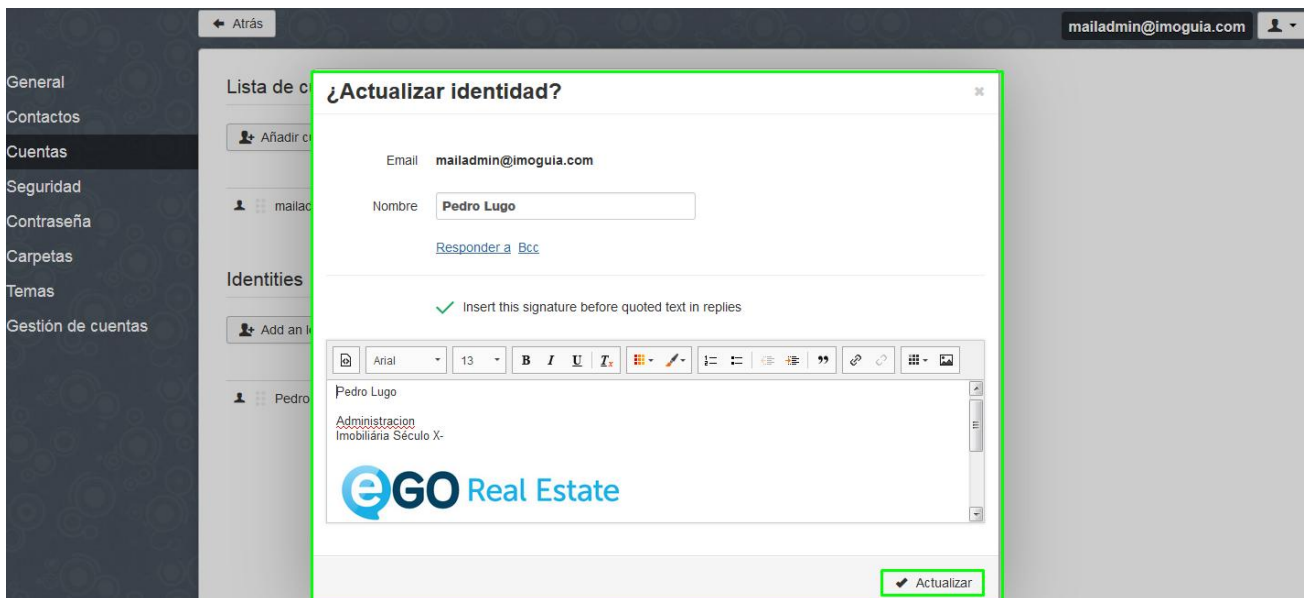 Atrás
mailadmin@imoguia.com
General
Contactos
Cuentas
Seguridad
Contraseña
Carpetas
Temas
Gestión de cuentas
Lista de c
Añadir c
mailad
Identities
Add an I
Pedro
¿Actualizar identidad?
Email mailadmin@imoguia.com
Nombre Pedro Lugo
Responder a Bcc
Insert this signature before quoted text in replies
Arial 13 B I U Tx
Pedro Lugo
Administracion
Imobiliária Século X-
eGO Real Estate
Actualizar